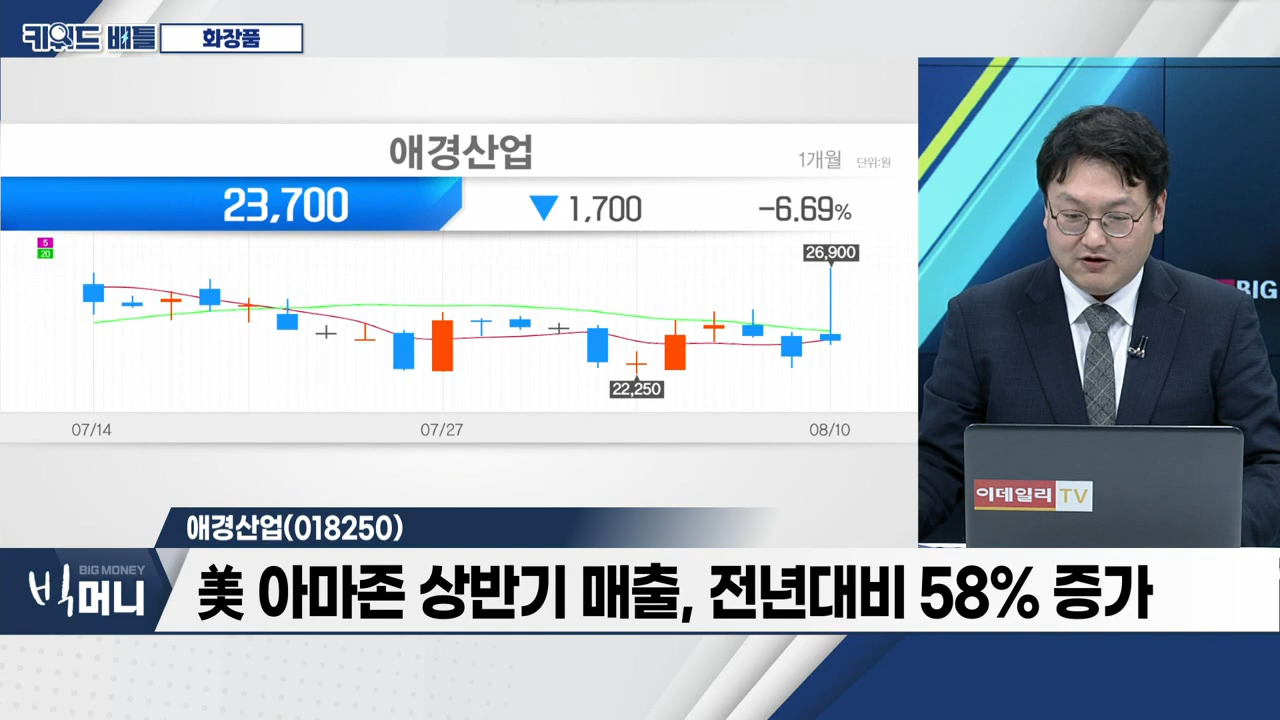 키워드 배틀 화장품
애경산업
1개월 단위:원
23,700 ▼ 1,700 -6.69%
5
20
26,900
22,250
07/14 07/27 08/10
BIG
이데일리 TV
애경산업(018250)
BIG MONEY
빅머니
美 아마존 상반기 매출, 전년대비 58% 증가